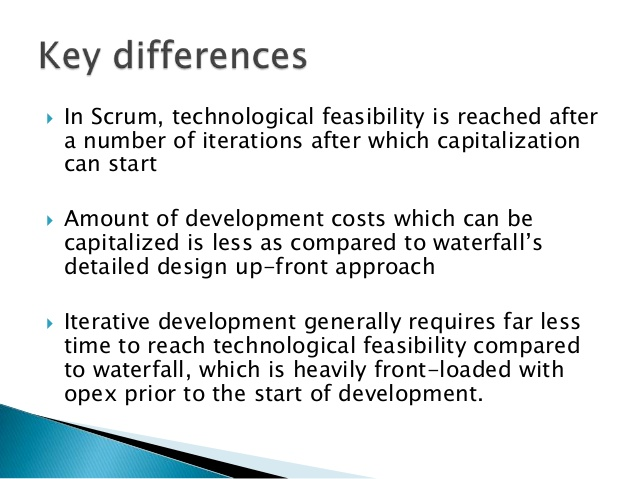 Key differences
In Scrum, technological feasibility is reached after
a number of iterations after which capitalization
can start
Amount of development costs which can be
capitalized is less as compared to waterfall’s
detailed design up-front approach
Iterative development generally requires far less
time to reach technological feasibility compared
to waterfall, which is heavily front-loaded with
opex prior to the start of development.